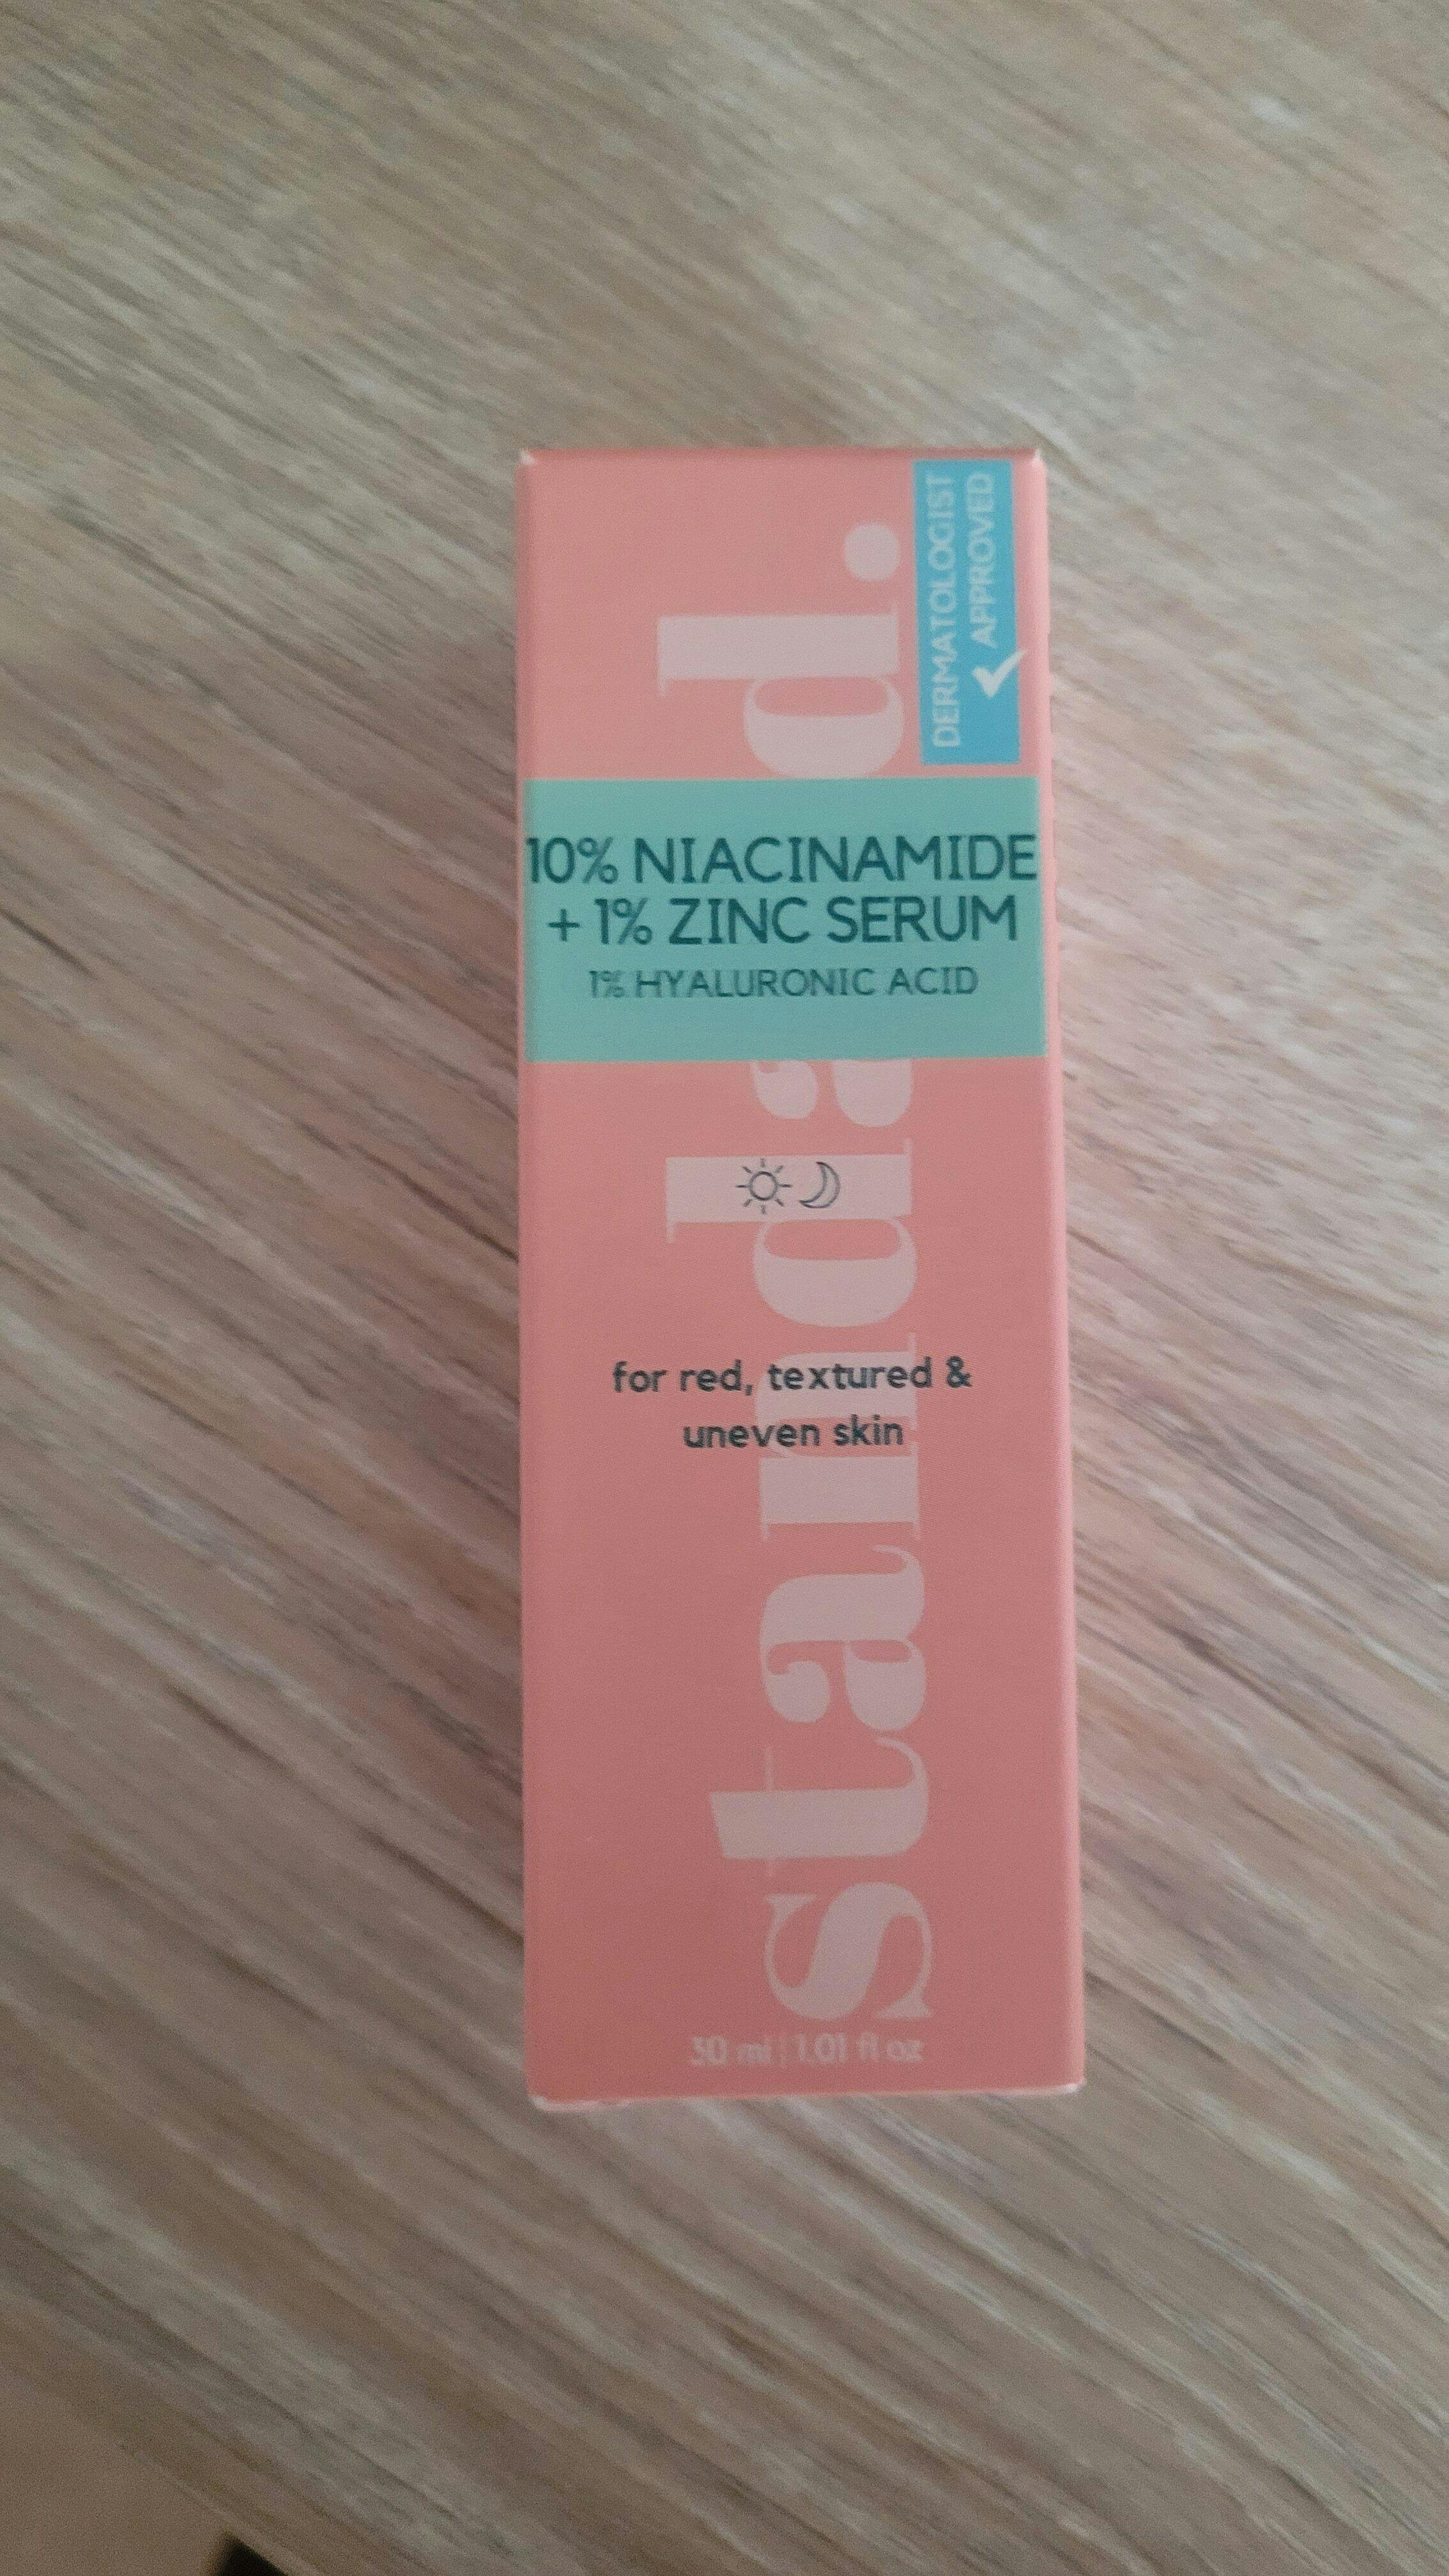 standard.
DERMATOLOGIST
APPROVED
10% NIACINAMIDE
+ 1% ZINC SERUM
1% HYALURONIC ACID
for red, textured &
uneven skin
30 ml | 1.01 fl oz